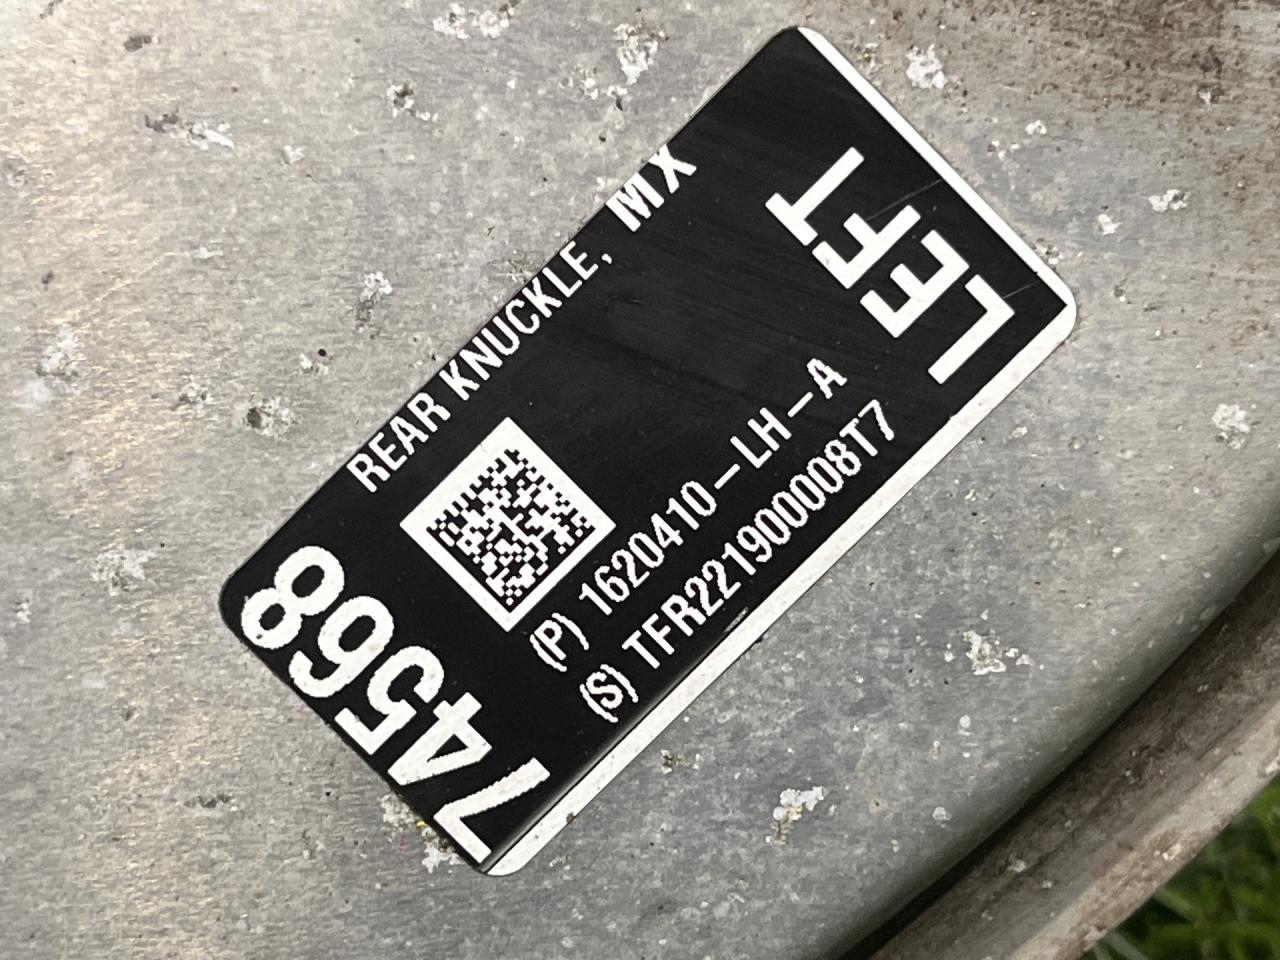 REAR KNUCKLE, MX
(P) 1620410-LH-A
(S) TFR221900008T7
LEFT
74568